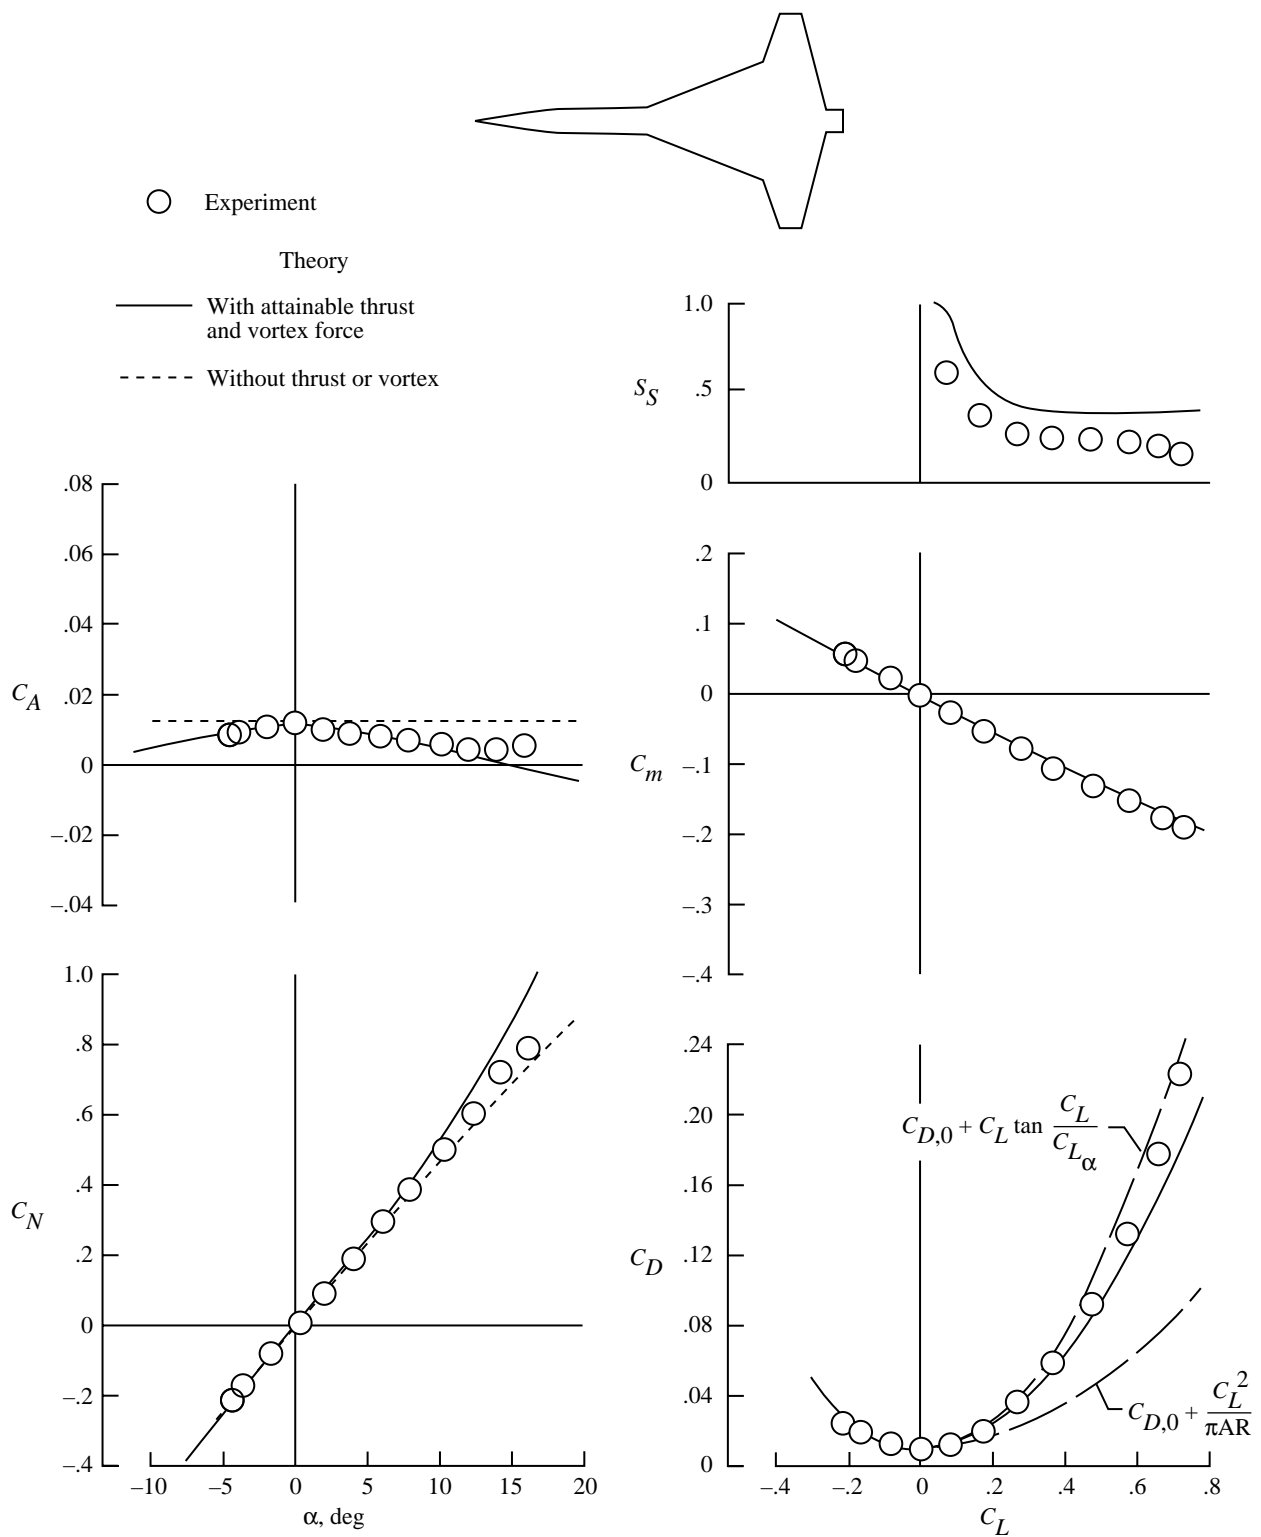 Experiment
Theory
With attainable thrust
and vortex force
Without thrust or vortex
1.0
.5
0
S_S
.08
.06
.04
.02
0
–.02
–.04
C_A
.2
.1
0
–.1
–.2
–.3
–.4
C_m
1.0
.8
.6
.4
.2
0
–.2
–.4
C_N
–10 –5 0 5 10 15 20
α, deg
.24
.20
.16
.12
.08
.04
0
C_D
C_{D,0} + C_L tan C_L / C_{L_α}
C_{D,0} + C_L^2 / πAR
–.4 –.2 0 .2 .4 .6 .8
C_L